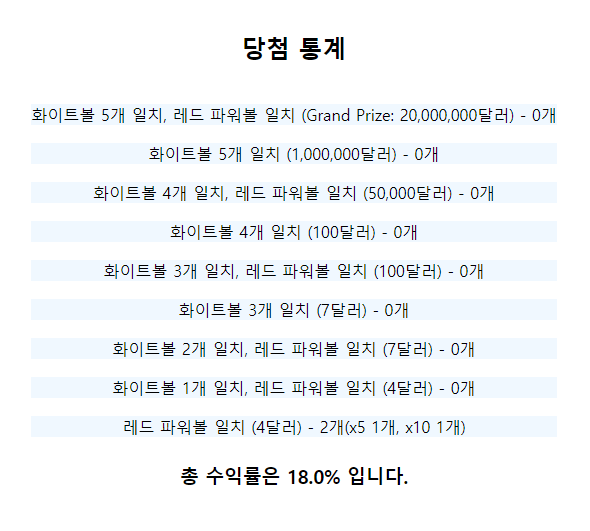 당첨 통계
화이트볼 5개 일치, 레드 파워볼 일치 (Grand Prize: 20,000,000달러) - 0개
화이트볼 5개 일치 (1,000,000달러) - 0개
화이트볼 4개 일치, 레드 파워볼 일치 (50,000달러) - 0개
화이트볼 4개 일치 (100달러) - 0개
화이트볼 3개 일치, 레드 파워볼 일치 (100달러) - 0개
화이트볼 3개 일치 (7달러) - 0개
화이트볼 2개 일치, 레드 파워볼 일치 (7달러) - 0개
화이트볼 1개 일치, 레드 파워볼 일치 (4달러) - 0개
레드 파워볼 일치 (4달러) - 2개(x5 1개, x10 1개)
총 수익률은 18.0% 입니다.